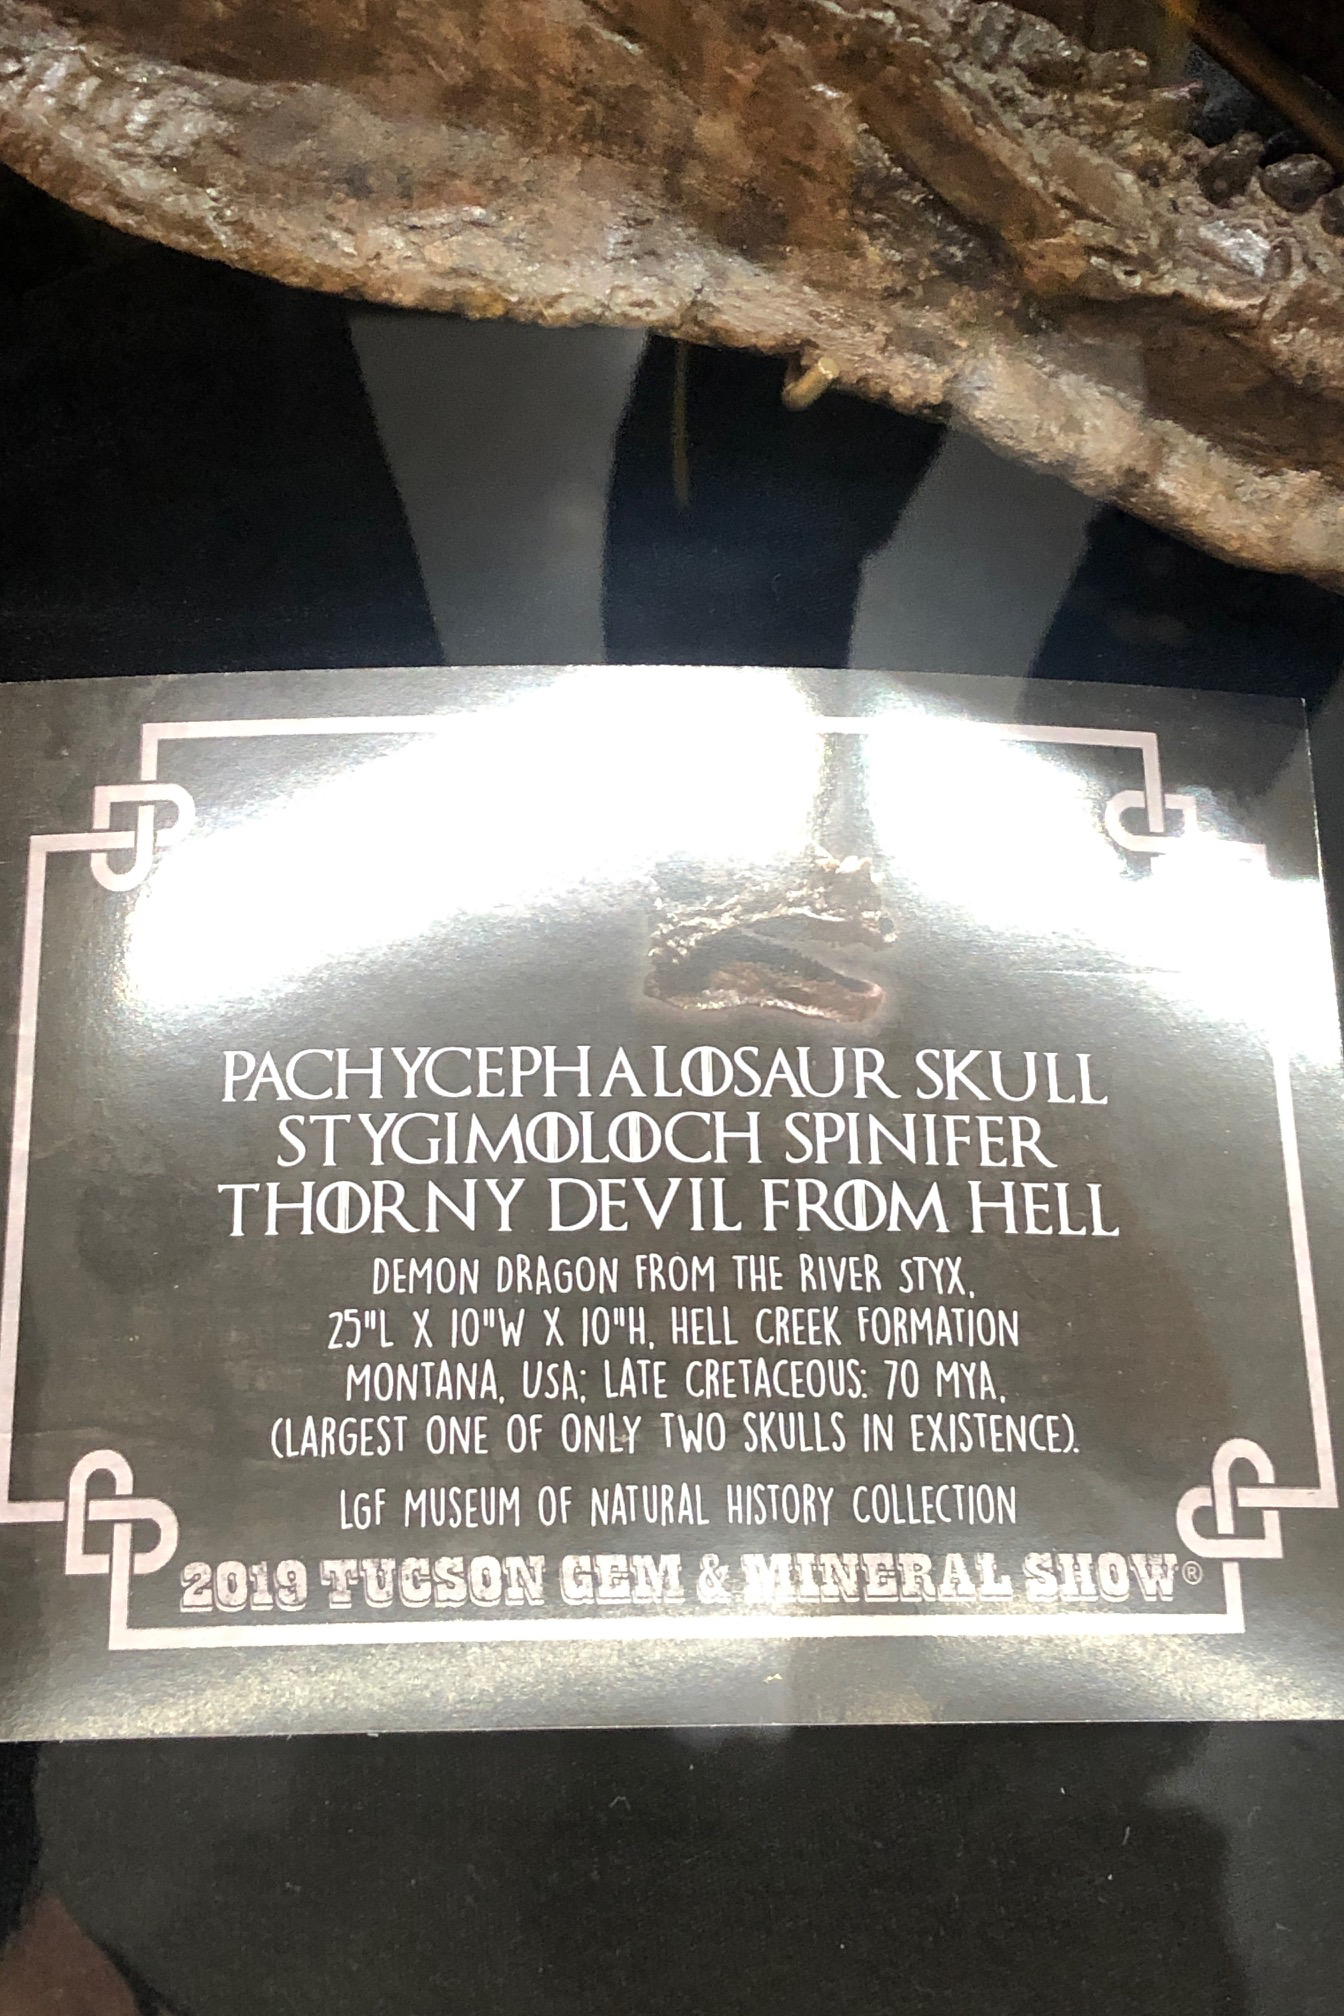 PACHYCEPHALOSAUR SKULL
STYGIMOLOCH SPINIFER
THORNY DEVIL FROM HELL
DEMON DRAGON FROM THE RIVER STYX,
25"L X 10"W X 10"H, HELL CREEK FORMATION
MONTANA, USA; LATE CRETACEOUS: 70 MYA,
(LARGEST ONE OF ONLY TWO SKULLS IN EXISTENCE).
LGF MUSEUM OF NATURAL HISTORY COLLECTION
2019 TUCSON GEM & MINERAL SHOW®